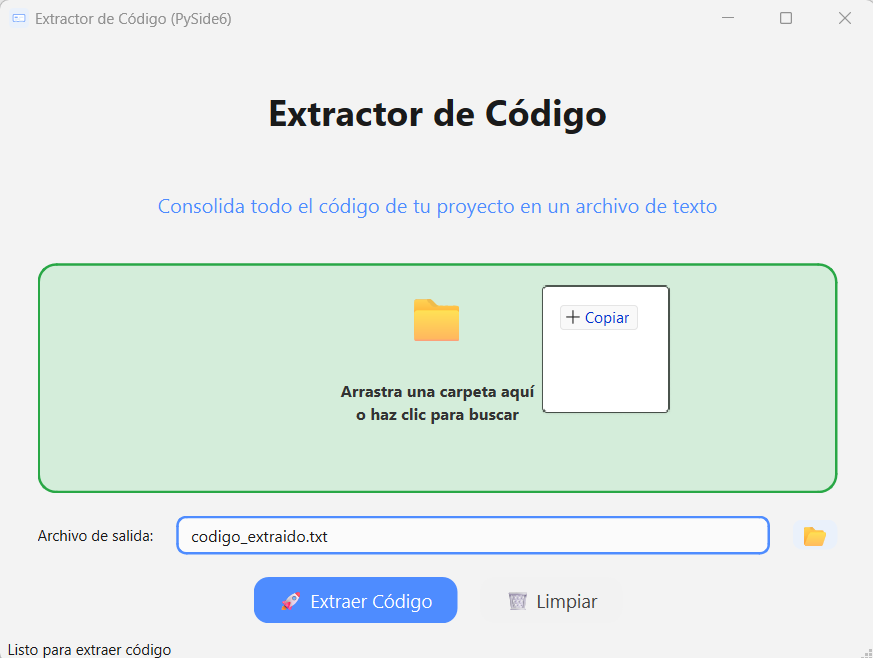 Extractor de Código (PySide6)
Extractor de Código
Consolida todo el código de tu proyecto en un archivo de texto
Copiar
Arrastra una carpeta aquí
o haz clic para buscar
Archivo de salida:
codigo_extraido.txt
Extraer Código
Limpiar
Listo para extraer código